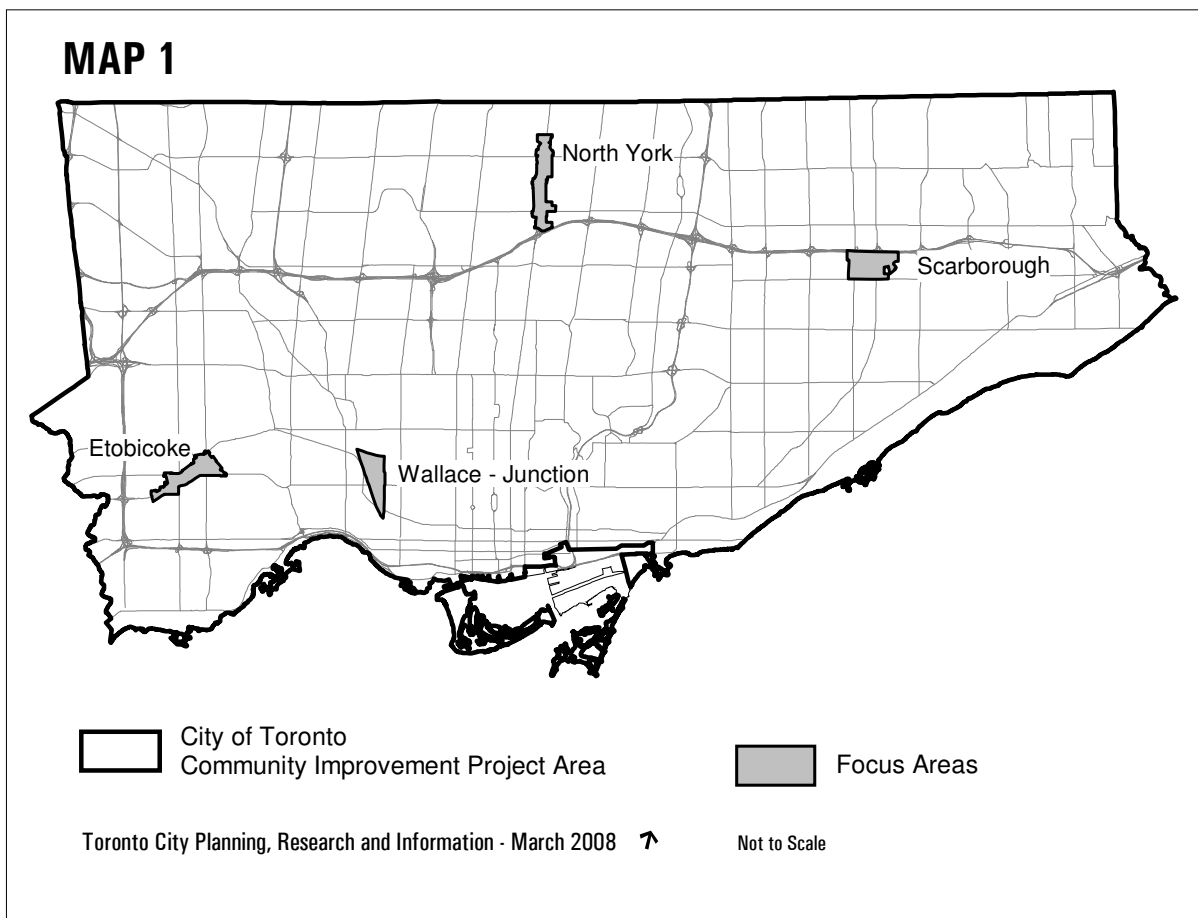 MAP 1
North York
Scarborough
Etobicoke
Wallace - Junction
City of Toronto
Community Improvement Project Area
Focus Areas
Toronto City Planning, Research and Information - March 2008
Not to Scale